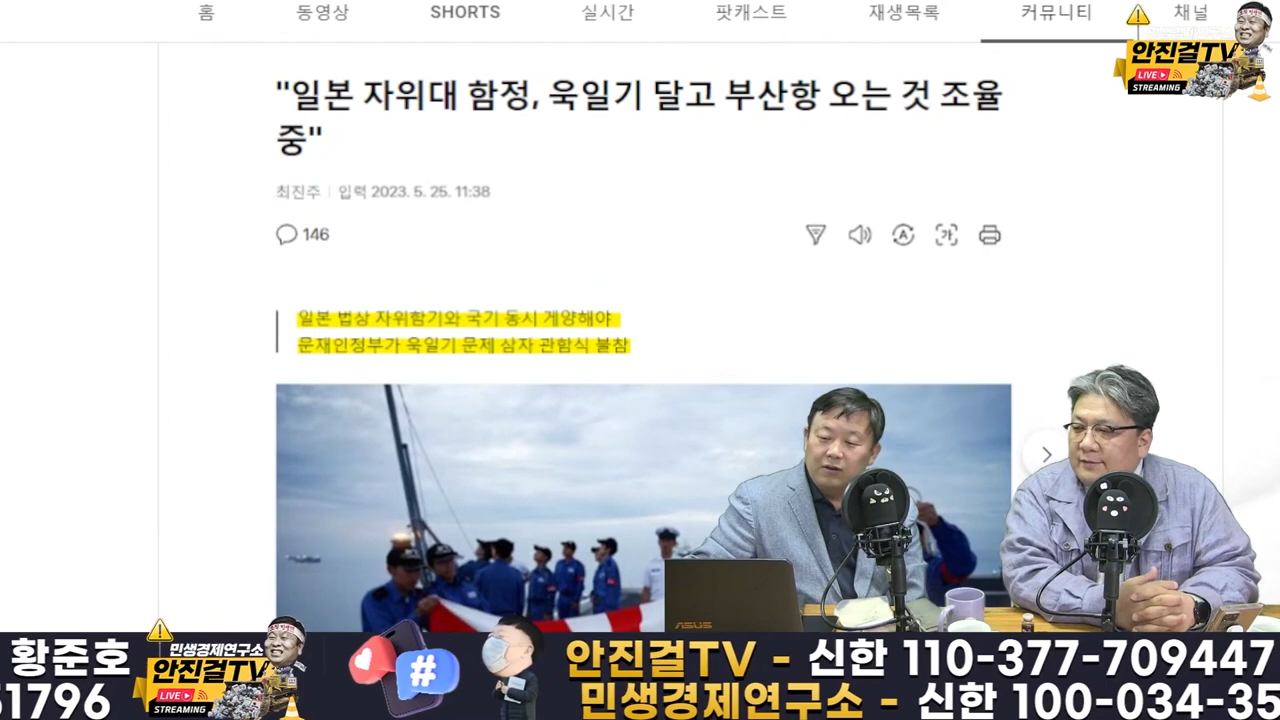 홈 동영상 SHORTS 실시간 팟캐스트 재생목록 커뮤니티 채널
안진걸TV
LIVE
STREAMING
"일본 자위대 함정, 욱일기 달고 부산항 오는 것 조율
중"
최진주 입력 2023. 5. 25. 11:38
146
가
일본 법상 자위함기와 국기 동시 게양해야
문재인정부가 욱일기 문제 삼자 관함식 불참
ASUS
황준호
51796
민생경제연구소
안진걸TV
LIVE
STREAMING
#
안진걸TV - 신한 110-377-709447
민생경제연구소 - 신한 100-034-35